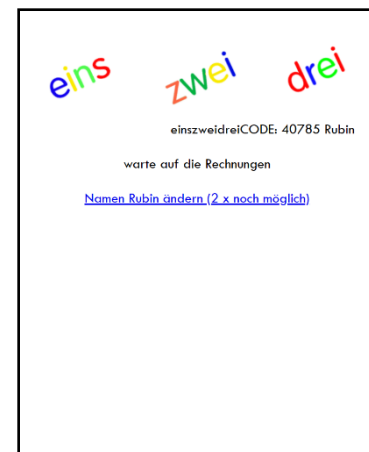 eins zwei drei
einszweidreiCODE: 40785 Rubin
warte auf die Rechnungen
Namen Rubin ändern (2 x noch möglich)